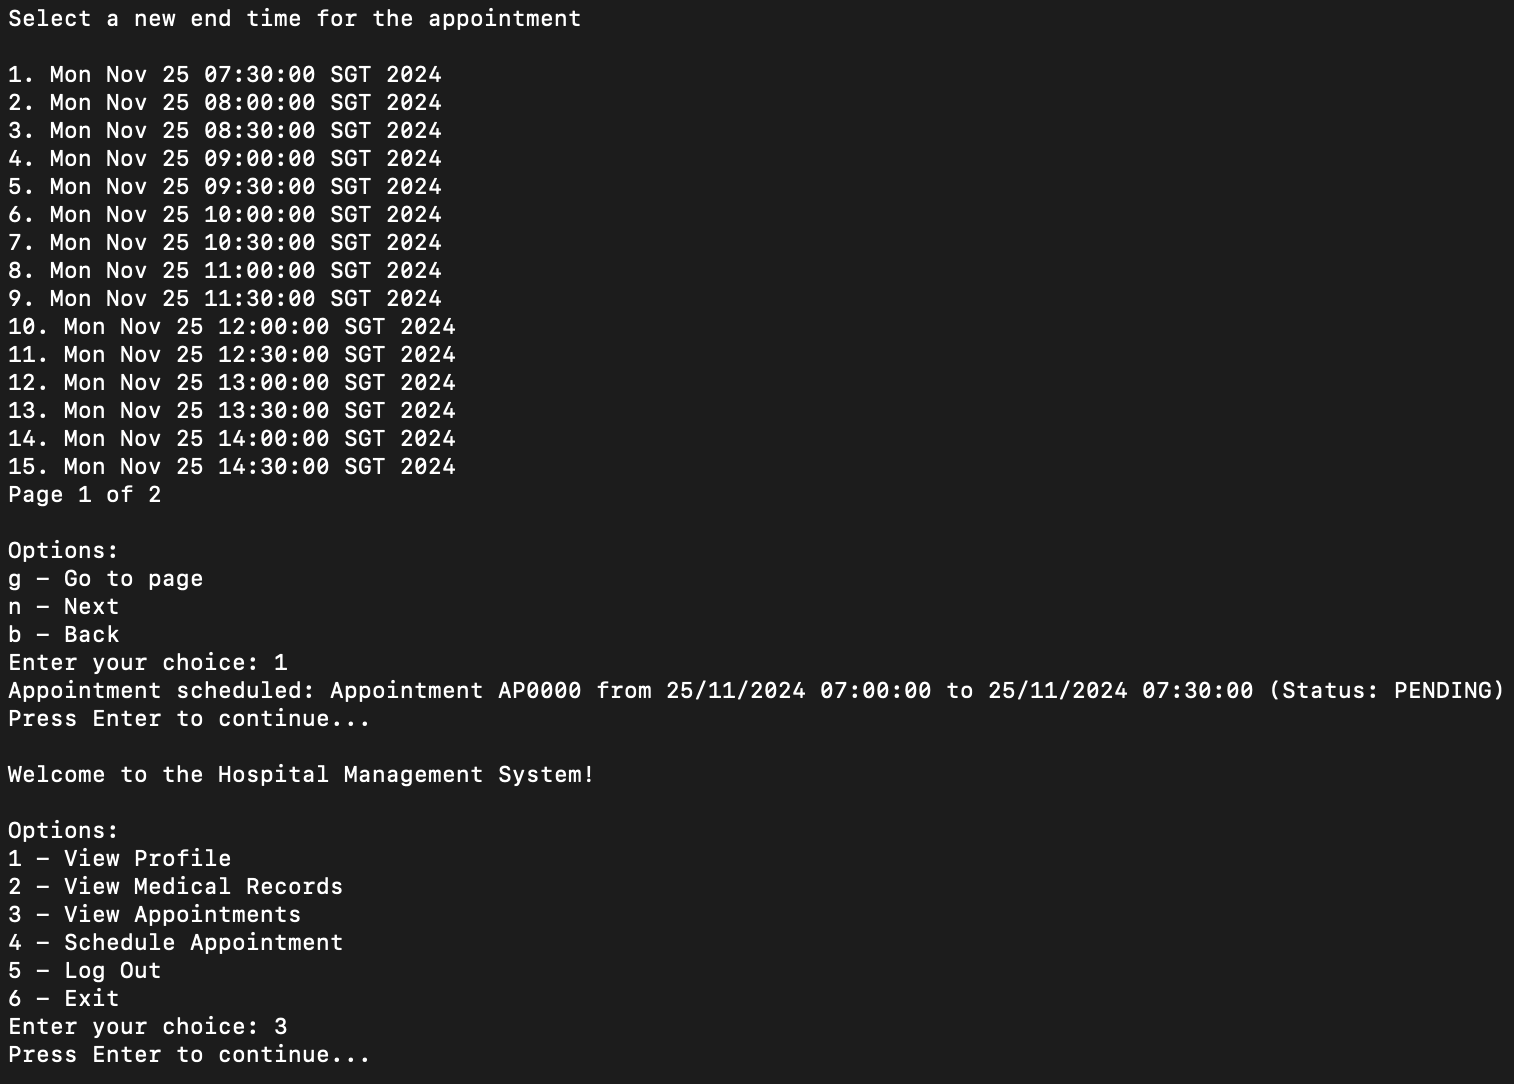 Select a new end time for the appointment
1. Mon Nov 25 07:30:00 SGT 2024
2. Mon Nov 25 08:00:00 SGT 2024
3. Mon Nov 25 08:30:00 SGT 2024
4. Mon Nov 25 09:00:00 SGT 2024
5. Mon Nov 25 09:30:00 SGT 2024
6. Mon Nov 25 10:00:00 SGT 2024
7. Mon Nov 25 10:30:00 SGT 2024
8. Mon Nov 25 11:00:00 SGT 2024
9. Mon Nov 25 11:30:00 SGT 2024
10. Mon Nov 25 12:00:00 SGT 2024
11. Mon Nov 25 12:30:00 SGT 2024
12. Mon Nov 25 13:00:00 SGT 2024
13. Mon Nov 25 13:30:00 SGT 2024
14. Mon Nov 25 14:00:00 SGT 2024
15. Mon Nov 25 14:30:00 SGT 2024
Page 1 of 2
Options:
g – Go to page
n – Next
b – Back
Enter your choice: 1
Appointment scheduled: Appointment AP0000 from 25/11/2024 07:00:00 to 25/11/2024 07:30:00 (Status: PENDING)
Press Enter to continue...
Welcome to the Hospital Management System!
Options:
1 – View Profile
2 – View Medical Records
3 – View Appointments
4 – Schedule Appointment
5 – Log Out
6 – Exit
Enter your choice: 3
Press Enter to continue...